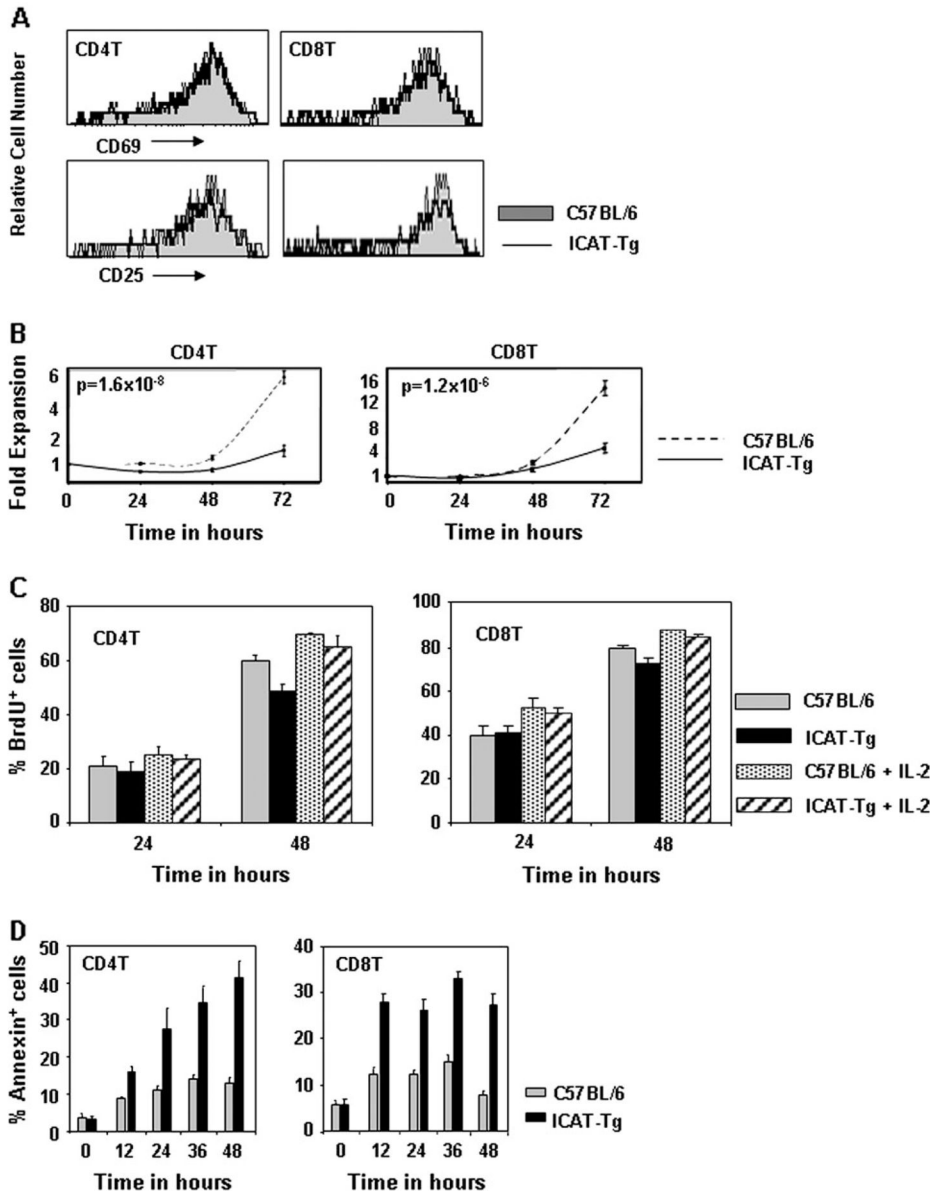 A
Relative Cell Number
CD4T
CD8T
CD69
CD25
C57BL/6
ICAT-Tg
B
Fold Expansion
CD4T
6
4
2
1
p=1.6x10⁻⁸
0 24 48 72
Time in hours
CD8T
16
12
8
4
1
p=1.2x10⁻⁶
0 24 48 72
Time in hours
C57BL/6
ICAT-Tg
C
% BrdU⁺ cells
80
60
40
20
0
CD4T
24 48
Time in hours
100
80
60
40
20
0
CD8T
24 48
Time in hours
C57BL/6
ICAT-Tg
C57BL/6 + IL-2
ICAT-Tg + IL-2
D
% Annexin⁺ cells
50
40
30
20
10
0
CD4T
0 12 24 36 48
Time in hours
40
30
20
10
0
CD8T
0 12 24 36 48
Time in hours
C57BL/6
ICAT-Tg